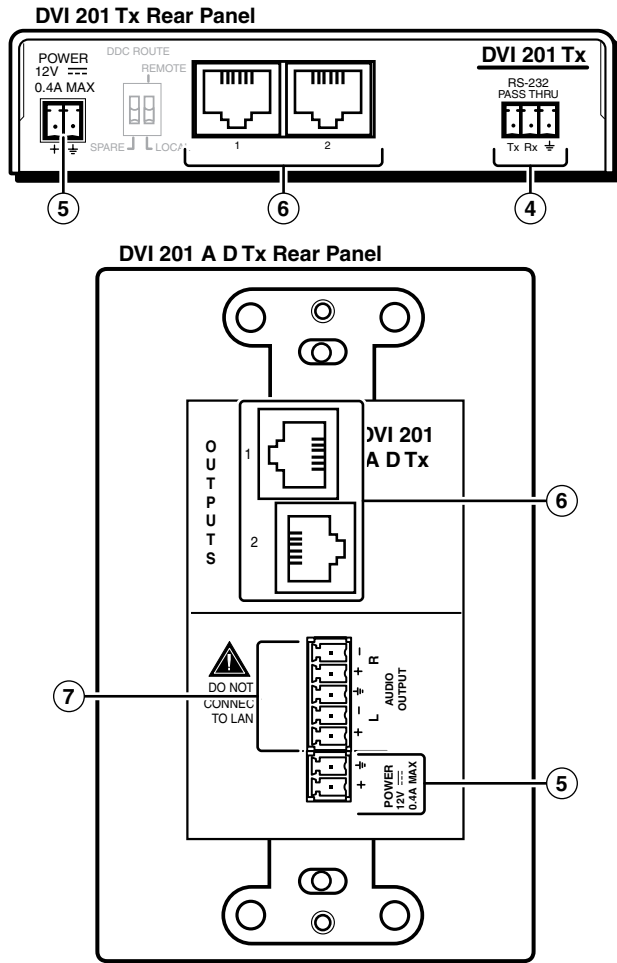 DVI 201 Tx Rear Panel
POWER
12V
0.4A MAX
DDC ROUTE
REMOTE
SPARE
LOCAL
+
1
2
DVI 201 Tx
RS-232
PASS THRU
Tx Rx
5
6
4
DVI 201 A D Tx Rear Panel
OUTPUTS
1
2
DVI 201
A D Tx
6
DO NOT
CONNEC
TO LAN
7
- + - +
R
L
AUDIO
OUTPUT
+
POWER
12V
0.4A MAX
5